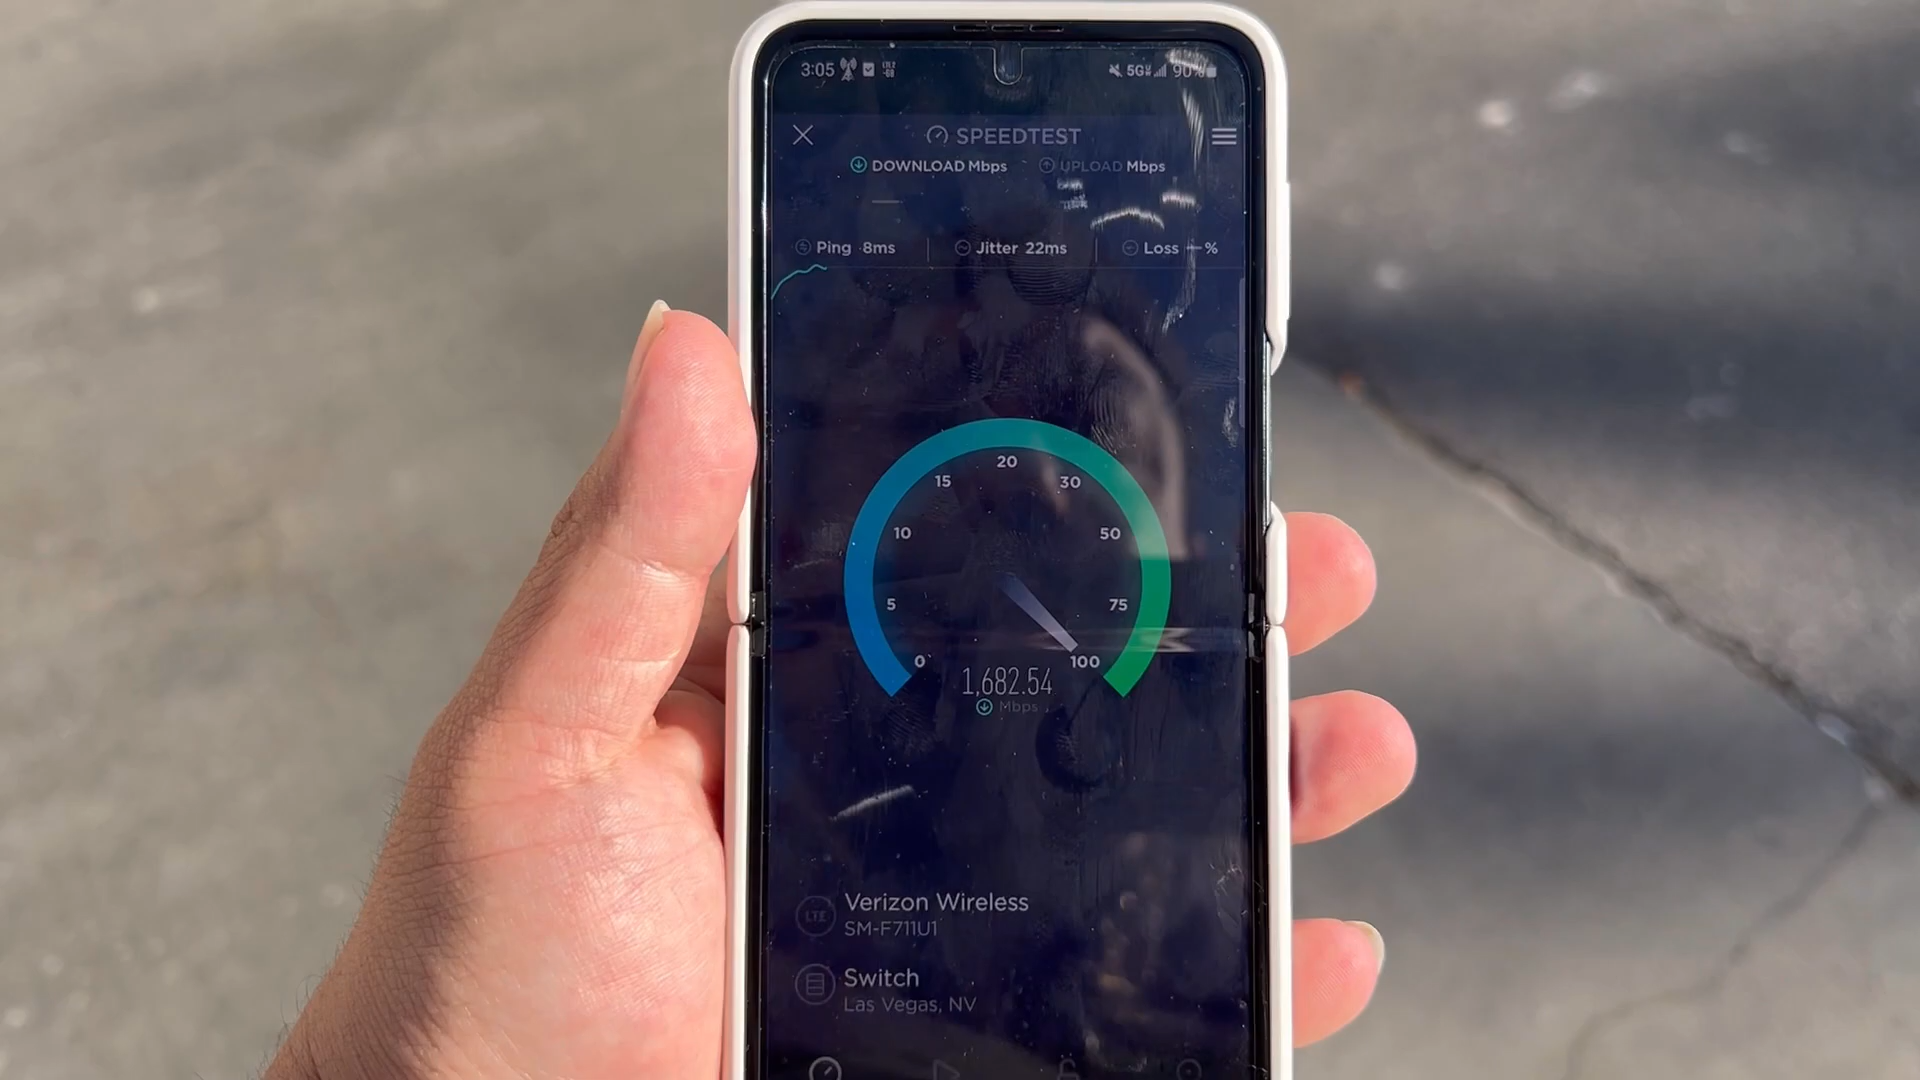 3:05 5G 90%
SPEEDTEST
DOWNLOAD Mbps UPLOAD Mbps
Ping 8ms Jitter 22ms Loss — %
20
15 30
10 50
5 75
0 100
1,682.54
Mbps
LTE Verizon Wireless
SM-F711U1
Switch
Las Vegas, NV